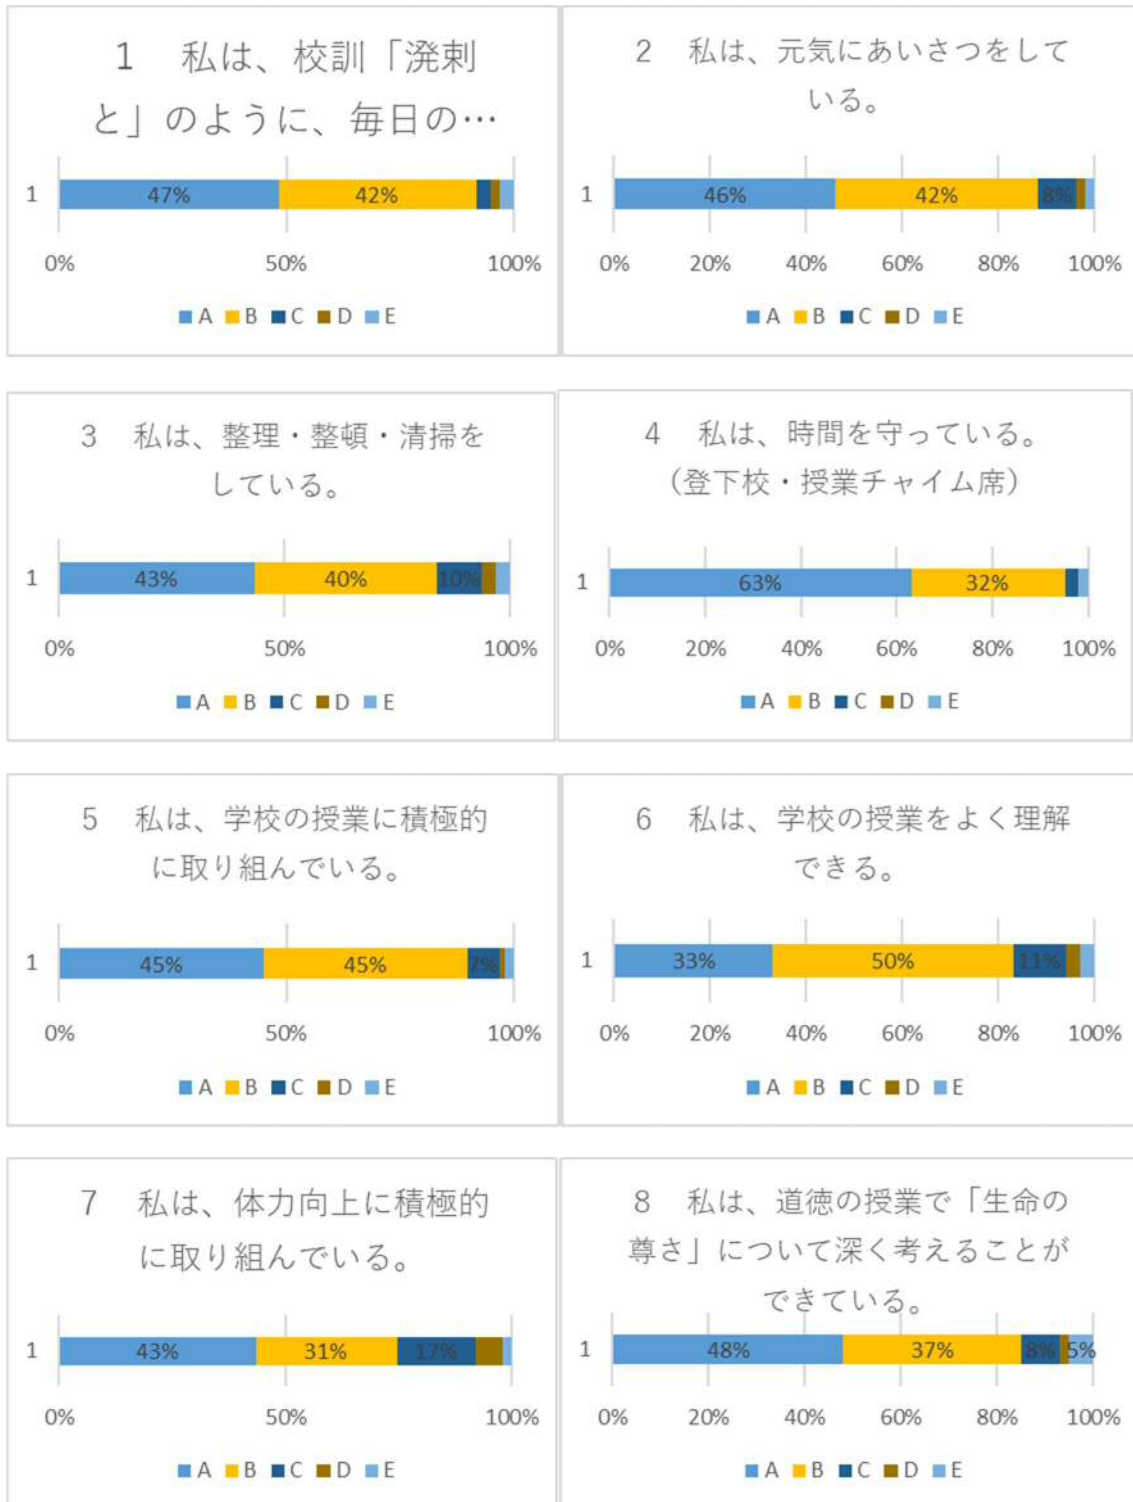 1　私は、校訓「溌剌
と」のように、毎日の…
1
47%
42%
0%
50%
100%
A B C D E
2　私は、元気にあいさつをして
いる。
1
46%
42%
8%
0%
20%
40%
60%
80%
100%
A B C D E
3　私は、整理・整頓・清掃を
している。
1
43%
40%
10%
0%
50%
100%
A B C D E
4　私は、時間を守っている。
（登下校・授業チャイム席）
1
63%
32%
0%
20%
40%
60%
80%
100%
A B C D E
5　私は、学校の授業に積極的
に取り組んでいる。
1
45%
45%
7%
0%
50%
100%
A B C D E
6　私は、学校の授業をよく理解
できる。
1
33%
50%
11%
0%
20%
40%
60%
80%
100%
A B C D E
7　私は、体力向上に積極的
に取り組んでいる。
1
43%
31%
17%
0%
50%
100%
A B C D E
8　私は、道徳の授業で「生命の
尊さ」について深く考えることが
できている。
1
48%
37%
8%
5%
0%
20%
40%
60%
80%
100%
A B C D E